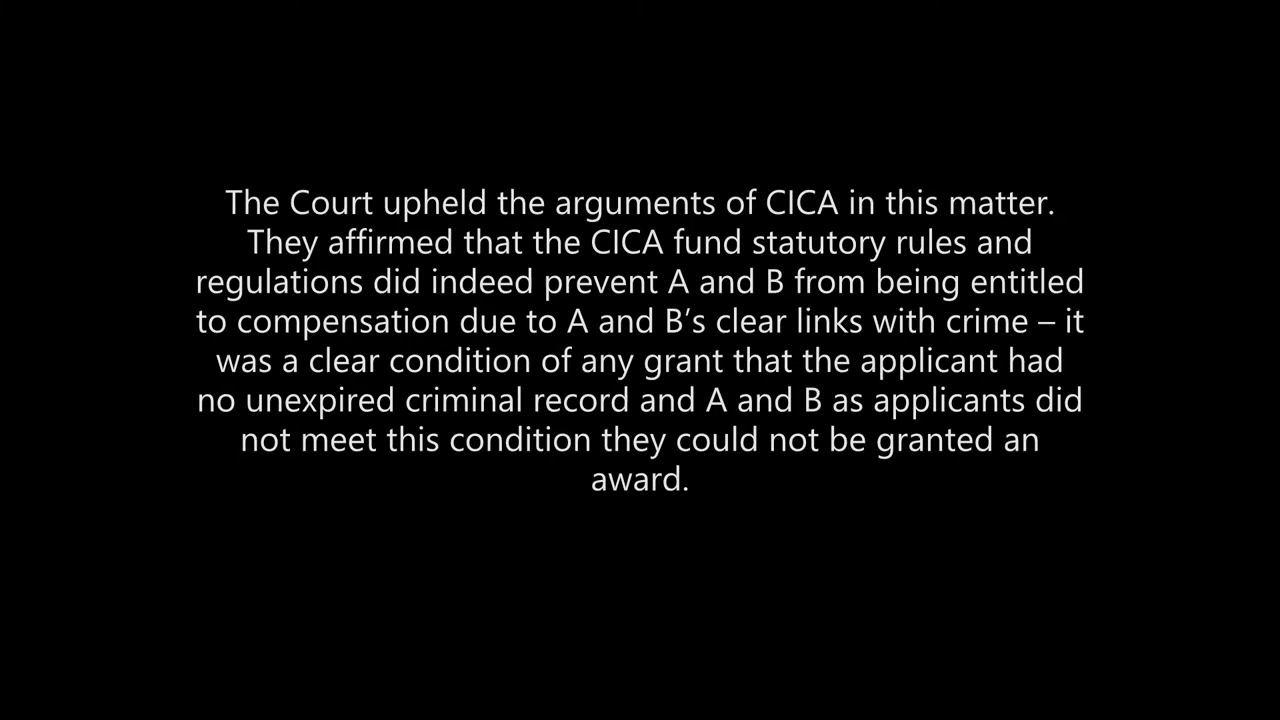 The Court upheld the arguments of CICA in this matter.
They affirmed that the CICA fund statutory rules and
regulations did indeed prevent A and B from being entitled
to compensation due to A and B’s clear links with crime – it
was a clear condition of any grant that the applicant had
no unexpired criminal record and A and B as applicants did
not meet this condition they could not be granted an
award.